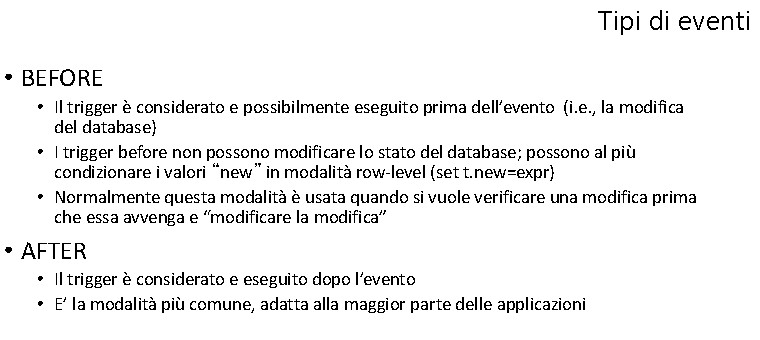 Tipi di eventi
• BEFORE
• Il trigger è considerato e possibilmente eseguito prima dell'evento (i.e., la modifica
del database)
• I trigger before non possono modificare lo stato del database; possono al più
condizionare i valori “new” in modalità row-level (set t.new=expr)
• Normalmente questa modalità è usata quando si vuole verificare una modifica prima
che essa avvenga e “modificare la modifica”
• AFTER
• Il trigger è considerato e eseguito dopo l'evento
• E' la modalità più comune, adatta alla maggior parte delle applicazioni